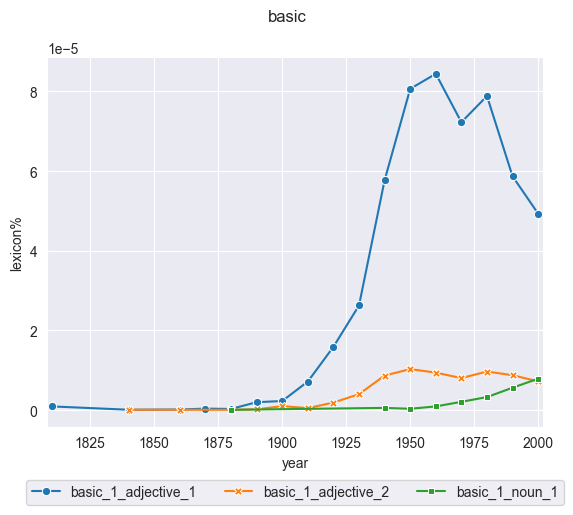 basic
1e−5
8
6
4
2
0
lexicon%
1825 1850 1875 1900 1925 1950 1975 2000
year
basic_1_adjective_1 basic_1_adjective_2 basic_1_noun_1